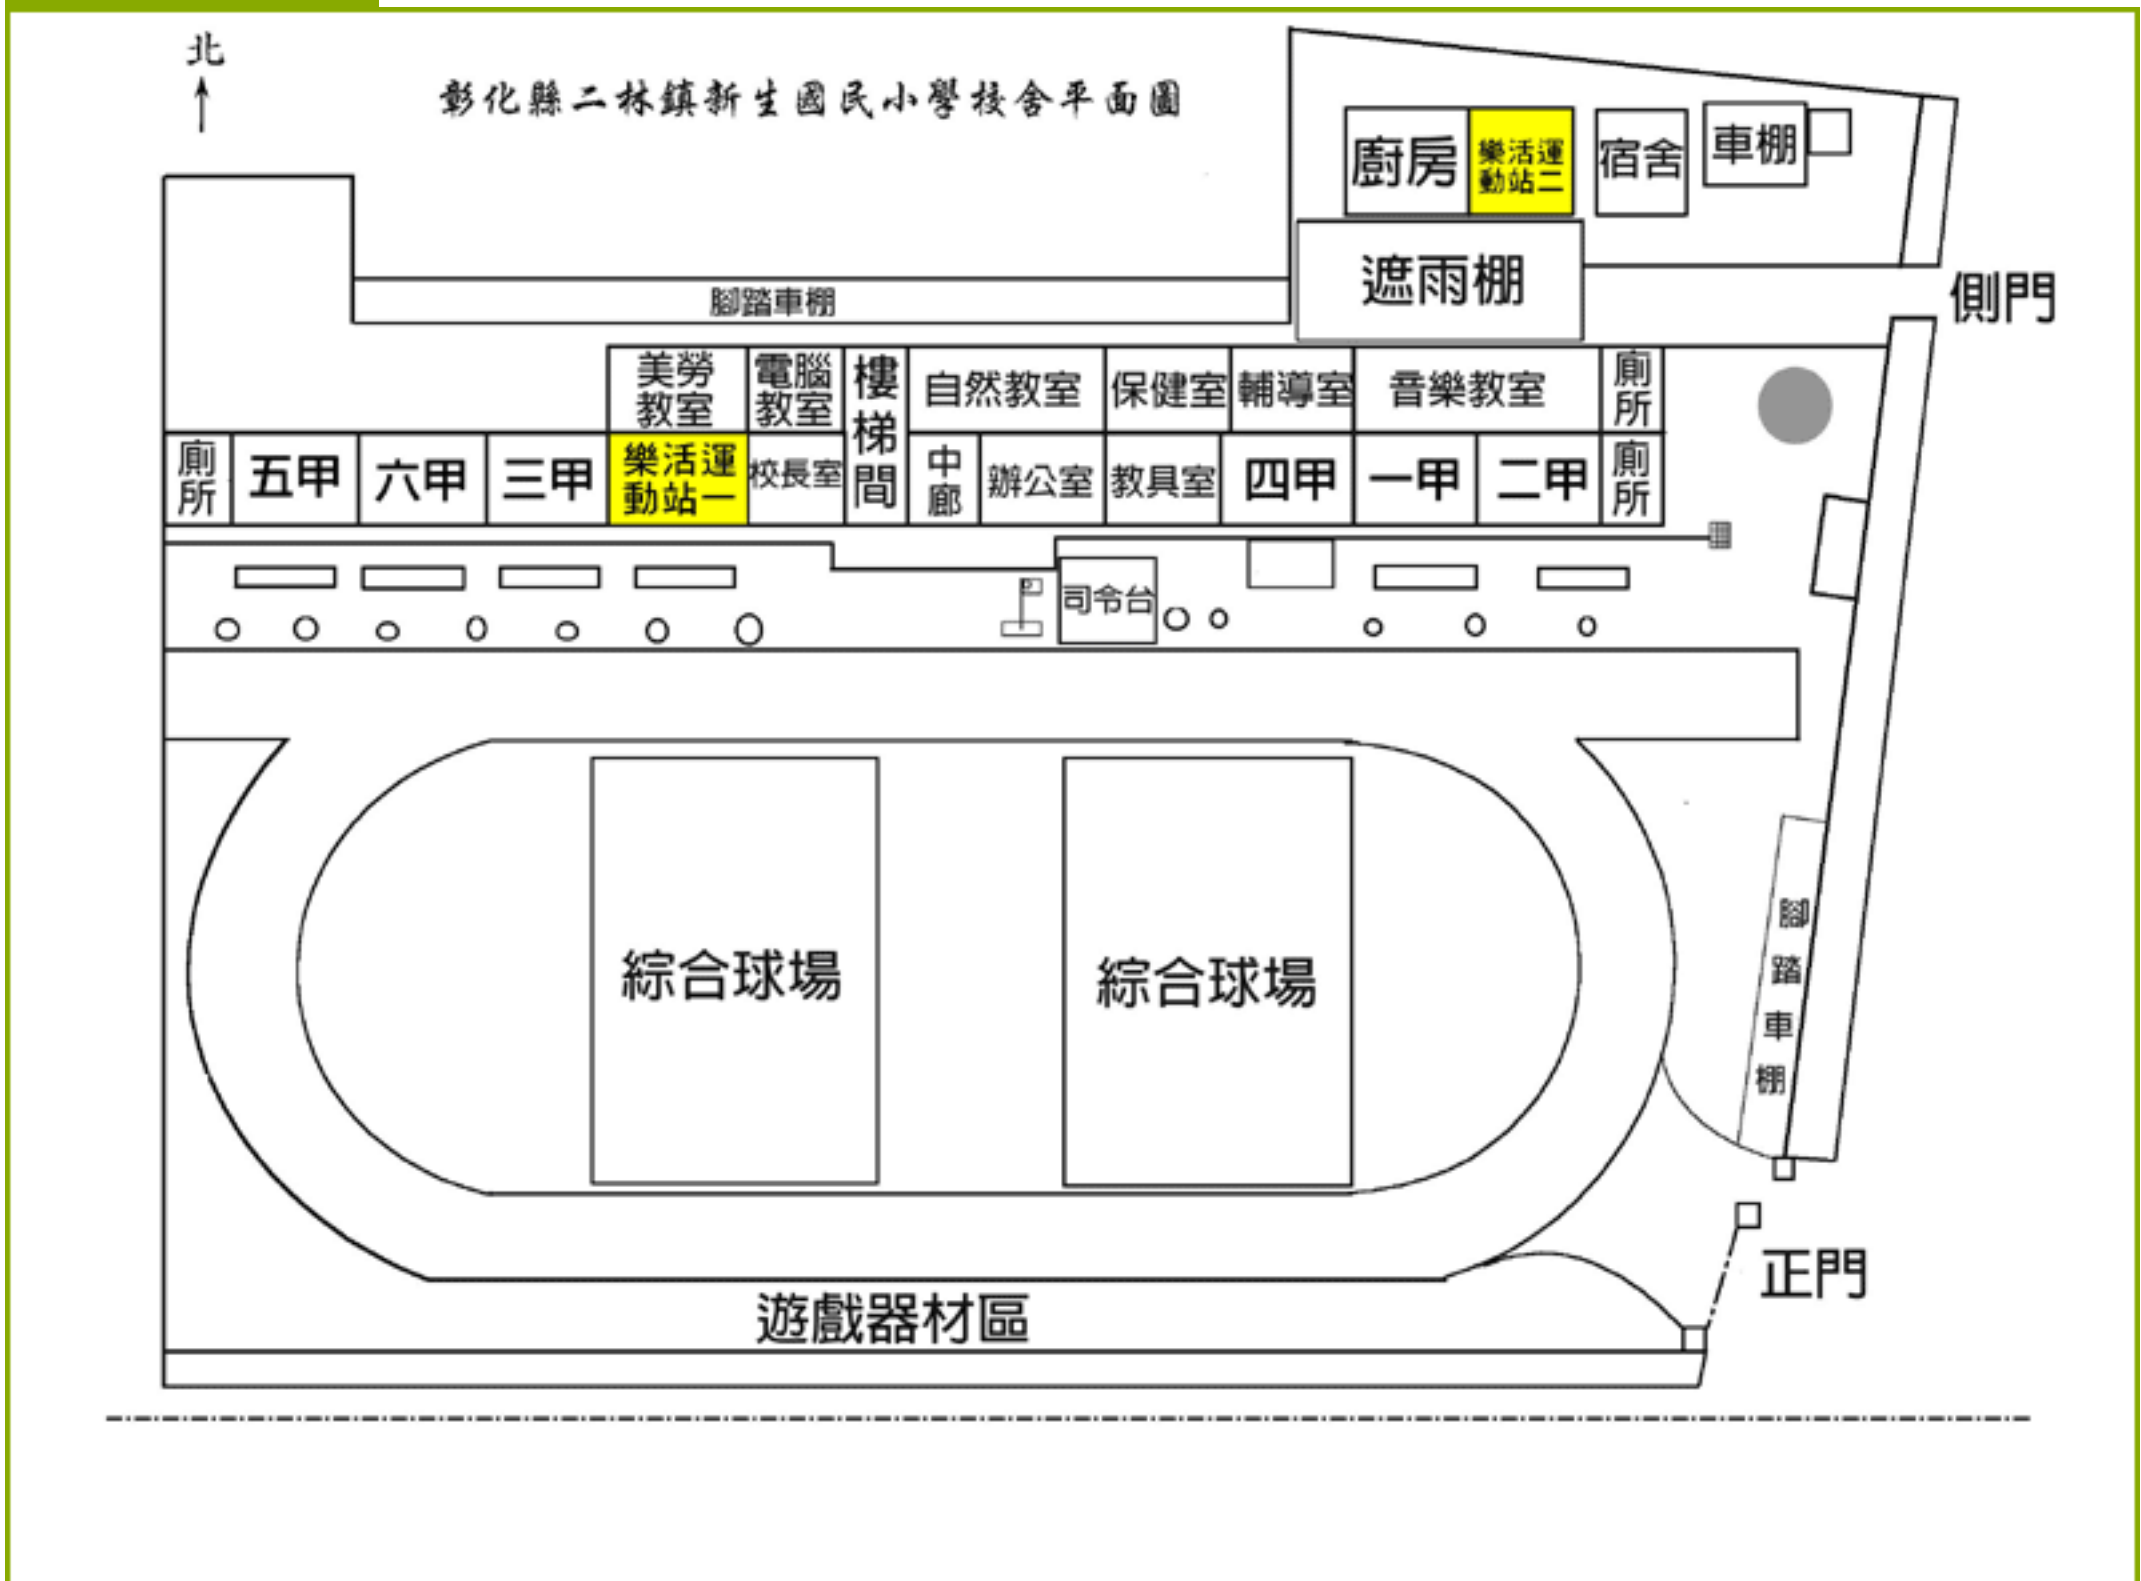 北
彰化縣二林鎮新生國民小學校舍平面圖
廚房
樂活運
動站二
宿舍
車棚
遮雨棚
側門
腳踏車棚
美勞
教室
電腦
教室
樓梯間
自然教室
保健室
輔導室
音樂教室
廁所
廁所
五甲
六甲
三甲
樂活運
動站一
校長室
中廊
辦公室
教具室
四甲
一甲
二甲
廁所
司令台
綜合球場
綜合球場
腳踏車棚
正門
遊戲器材區